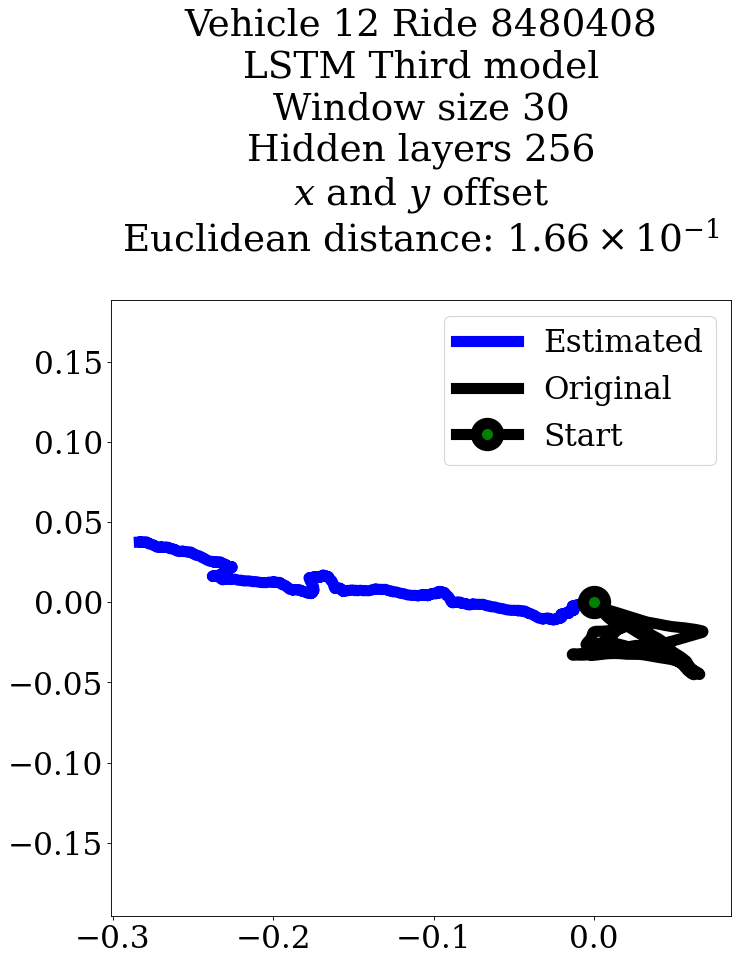 Vehicle 12 Ride 8480408
LSTM Third model
Window size 30
Hidden layers 256
x and y offset
Euclidean distance: 1.66 × 10⁻¹
Estimated
Original
Start
0.15
0.10
0.05
0.00
−0.05
−0.10
−0.15
−0.3 −0.2 −0.1 0.0